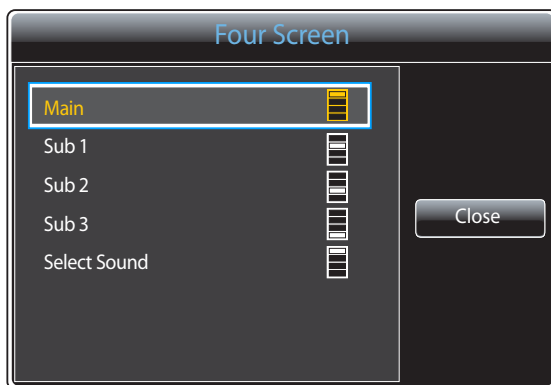 Four Screen
Main
Sub 1
Sub 2
Sub 3
Select Sound
Close